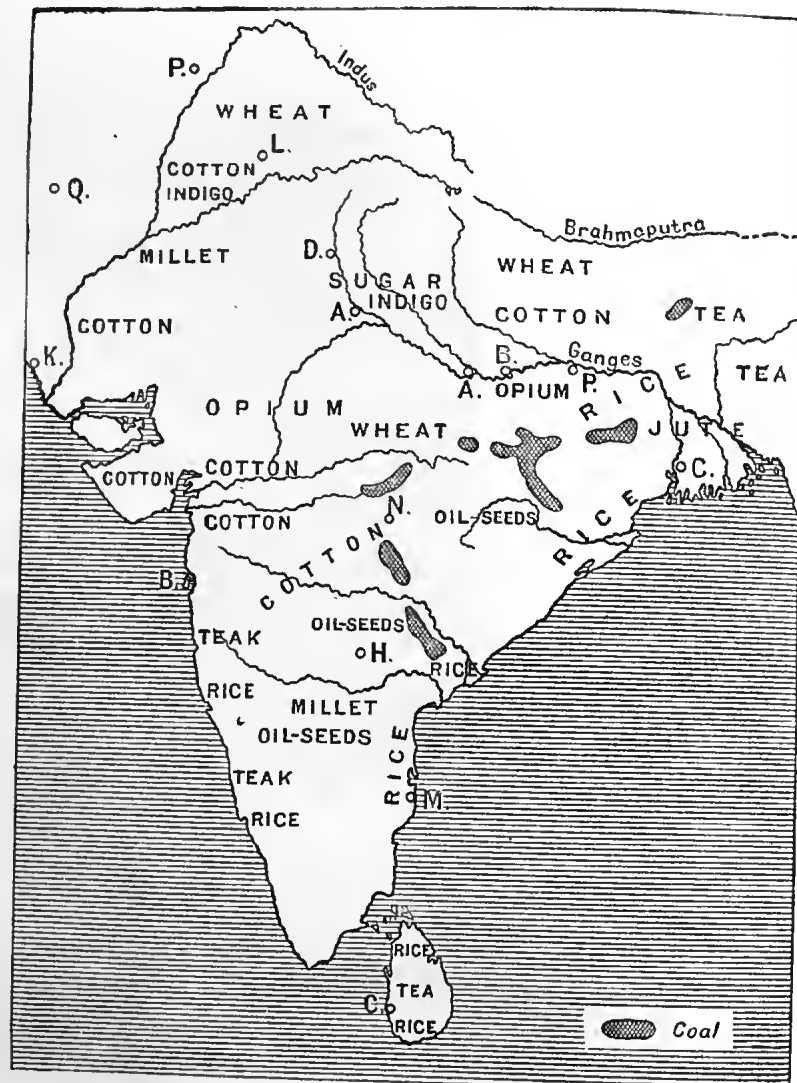 P.
Indus
WHEAT
L.
COTTON
INDIGO
Q.
Brahmaputra
MILLET
D.
WHEAT
SUGAR
INDIGO
COTTON
TEA
COTTON
A.
K.
B.
Ganges
TEA
A.
OPIUM
P.
RICE
OPIUM
WHEAT
JUTE
COTTON
COTTON
C.
COTTON
N.
OIL-SEEDS
RICE
COTTON
B.
TEAK
OIL-SEEDS
H.
RICE
RICE
MILLET
OIL-SEEDS
RICE
TEAK
M.
RICE
RICE
TEA
C.
RICE
Coal